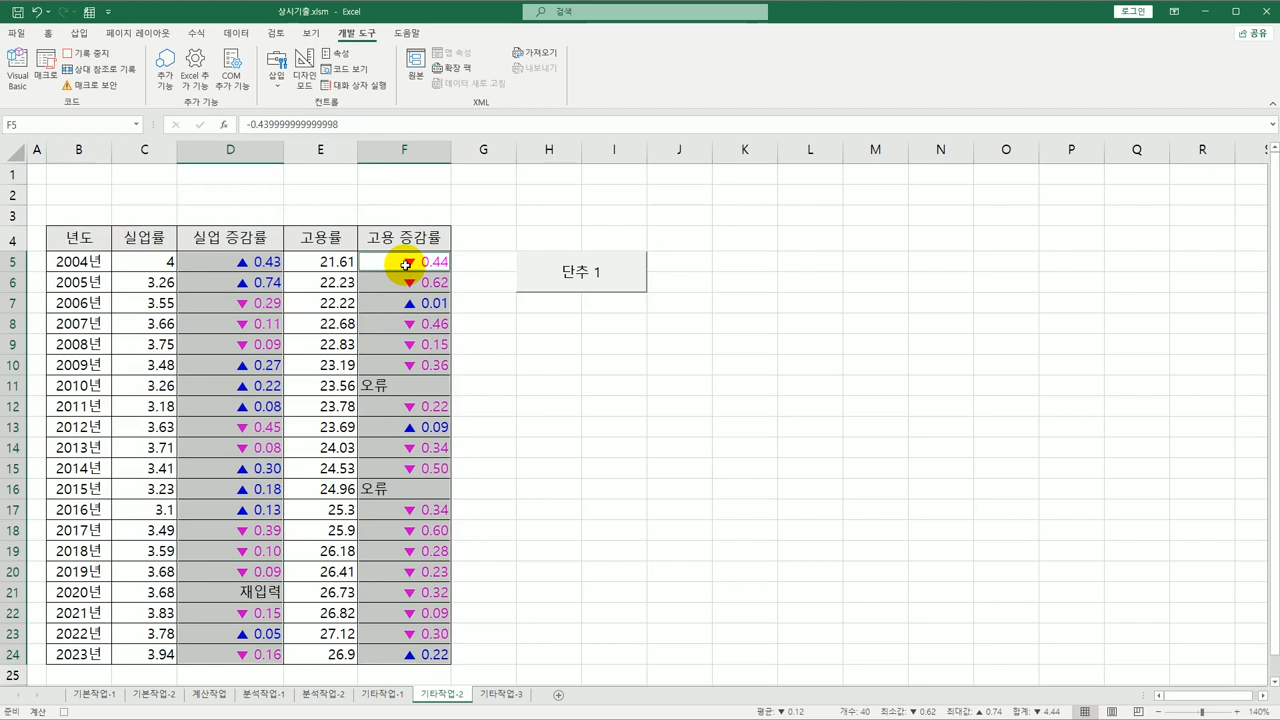 상시기출.xlsm - Excel
검색
로그인
파일 홈 삽입 페이지 레이아웃 수식 데이터 검토 보기 개발 도구 도움말
공유
Visual Basic
매크로
기록 중지
상대 참조로 기록
매크로 보안
코드
추가 기능
Excel 추가 기능
COM 추가 기능
추가 기능
삽입
디자인 모드
속성
코드 보기
대화 상자 실행
컨트롤
원본
맵 속성
확장 팩
데이터 새로 고침
가져오기
내보내기
XML
F5
fx
-0.439999999999998
A B C D E F G H I J K L M N O P Q R S
1
2
3
4 년도 실업률 실업 증감률 고용률 고용 증감률
5 2004년 4 ▲ 0.43 21.61 ▼ 0.44
단추 1
6 2005년 3.26 ▲ 0.74 22.23 ▼ 0.62
7 2006년 3.55 ▼ 0.29 22.22 ▲ 0.01
8 2007년 3.66 ▼ 0.11 22.68 ▼ 0.46
9 2008년 3.75 ▼ 0.09 22.83 ▼ 0.15
10 2009년 3.48 ▲ 0.27 23.19 ▼ 0.36
11 2010년 3.26 ▲ 0.22 23.56 오류
12 2011년 3.18 ▲ 0.08 23.78 ▼ 0.22
13 2012년 3.63 ▼ 0.45 23.69 ▲ 0.09
14 2013년 3.71 ▼ 0.08 24.03 ▼ 0.34
15 2014년 3.41 ▲ 0.30 24.53 ▼ 0.50
16 2015년 3.23 ▲ 0.18 24.96 오류
17 2016년 3.1 ▲ 0.13 25.3 ▼ 0.34
18 2017년 3.49 ▼ 0.39 25.9 ▼ 0.60
19 2018년 3.59 ▼ 0.10 26.18 ▼ 0.28
20 2019년 3.68 ▼ 0.09 26.41 ▼ 0.23
21 2020년 3.68 재입력 26.73 ▼ 0.32
22 2021년 3.83 ▼ 0.15 26.82 ▼ 0.09
23 2022년 3.78 ▲ 0.05 27.12 ▼ 0.30
24 2023년 3.94 ▼ 0.16 26.9 ▲ 0.22
25
기본작업-1 기본작업-2 계산작업 분석작업-1 분석작업-2 기타작업-1 기타작업-2 기타작업-3
준비 계산 평균: ▼ 0.12 개수: 40 최소값: ▼ 0.62 최대값: ▲ 0.74 합계: ▼ 4.44 140%